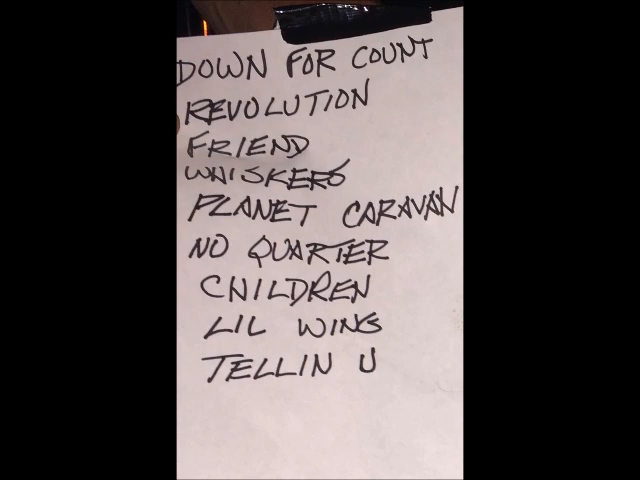 DOWN FOR COUNT
REVOLUTION
FRIEND
WHISKERS
PLANET CARAVAN
NO QUARTER
CHILDREN
LIL WING
TELLIN U